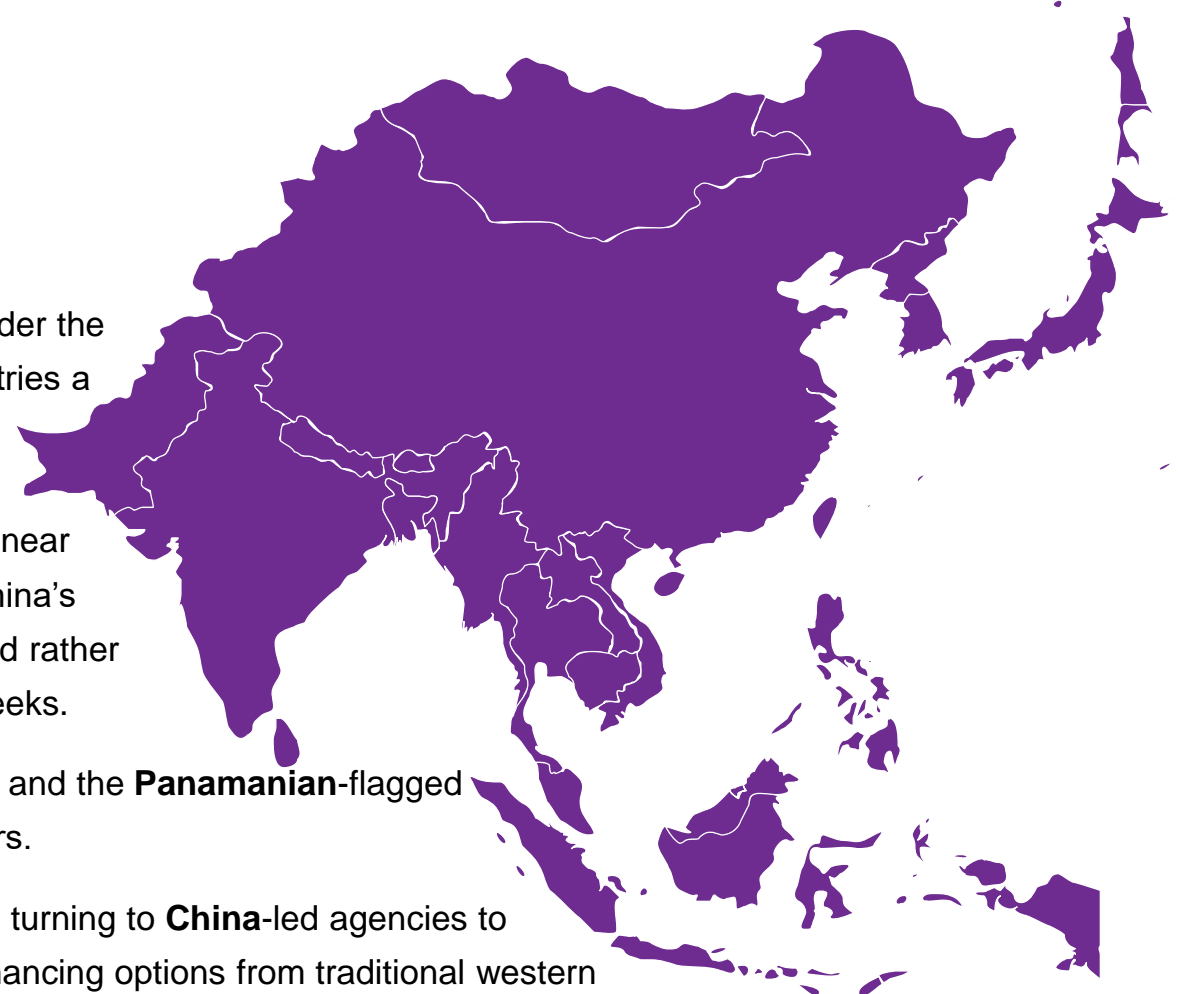 der the
tries a
near
ina's
d rather
eeks.
and the Panamanian-flagged
rs.
turning to China-led agencies to
nancing options from traditional western